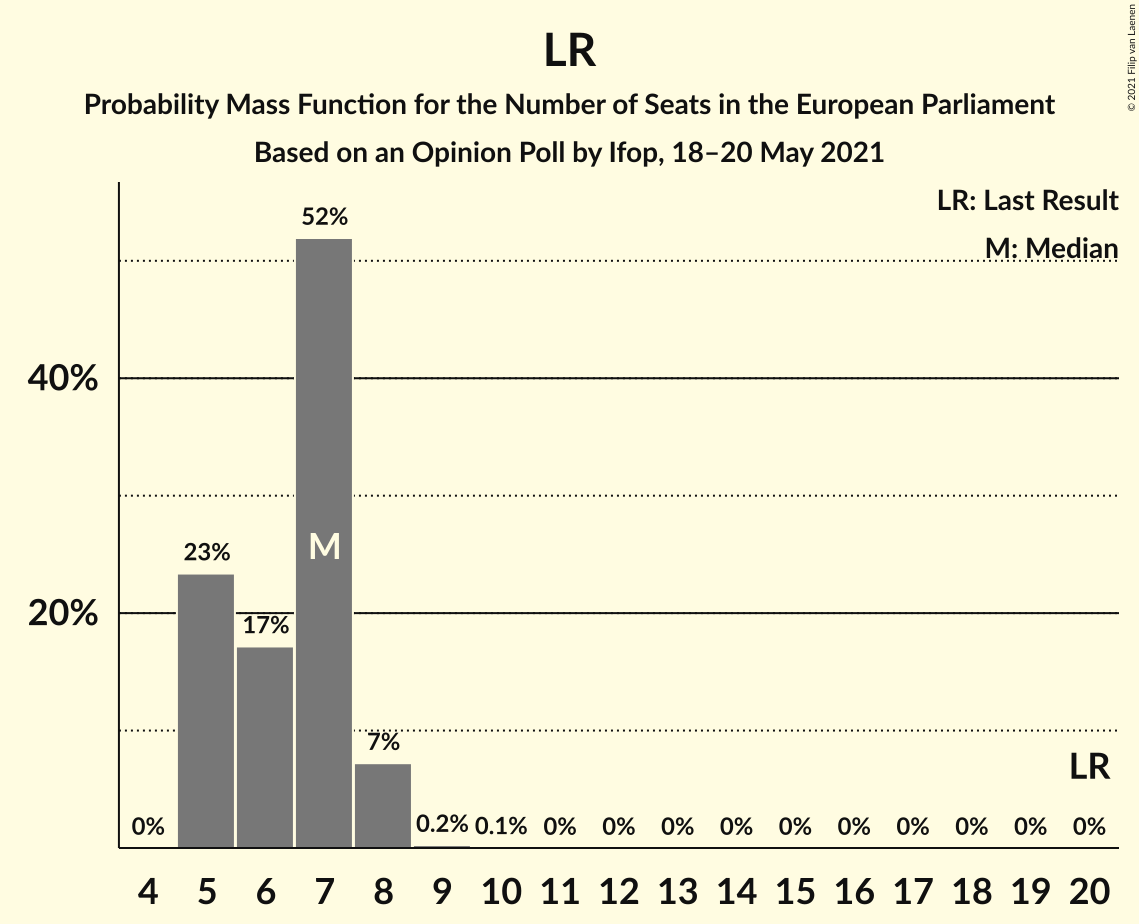 LR
Probability Mass Function for the Number of Seats in the European Parliament
Based on an Opinion Poll by Ifop, 18–20 May 2021
© 2021 Filip van Laenen
LR: Last Result
M: Median
52%
40%
23%
M
20%
17%
7%
LR
0%
0.2%
0.1%
0%
0%
0%
0%
0%
0%
0%
0%
0%
0%
4 5 6 7 8 9 10 11 12 13 14 15 16 17 18 19 20